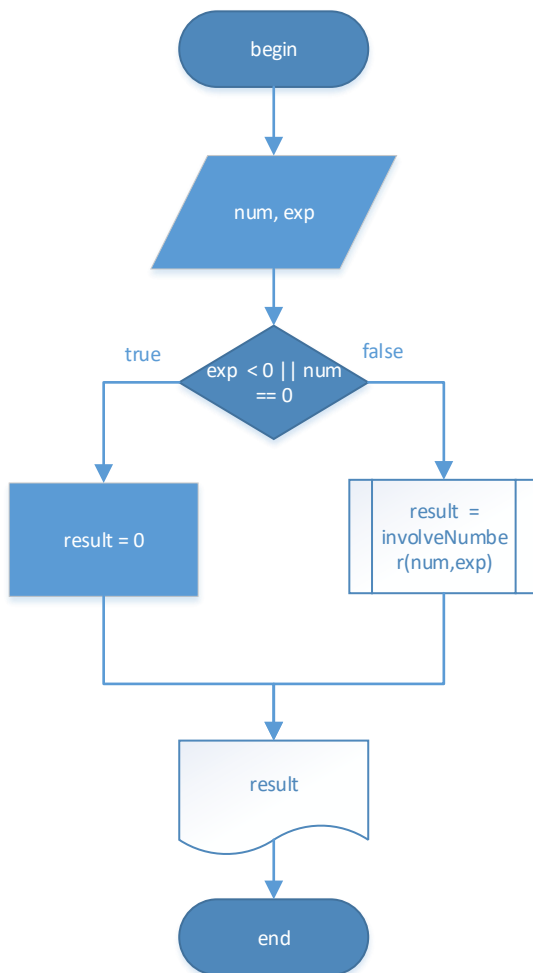 begin
num, exp
true
false
exp < 0 || num
== 0
result = 0
result =
involveNumbe
r(num,exp)
result
end